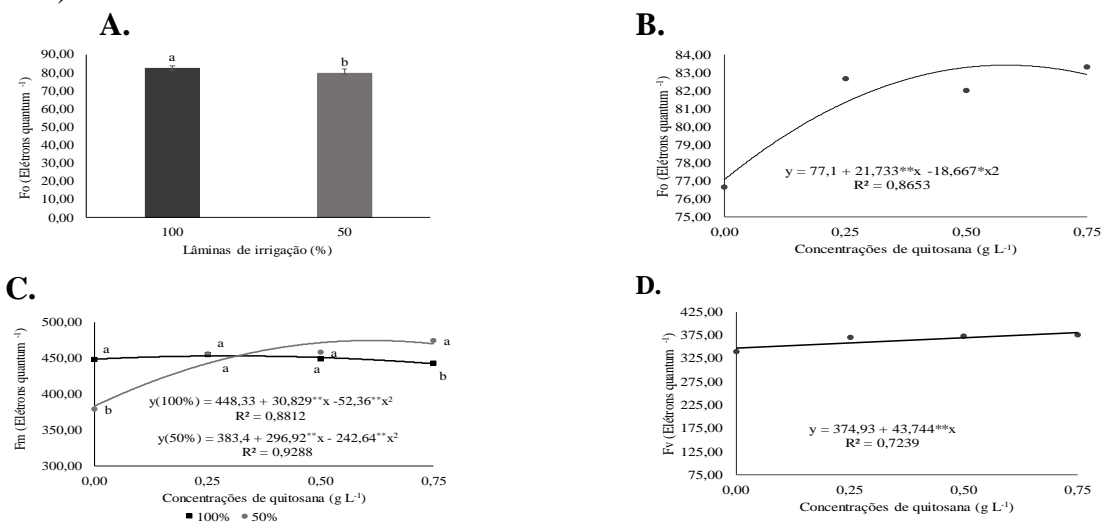 A.
Fo (Elétrons quantum ⁻¹)
90,00
80,00
70,00
60,00
50,00
40,00
30,00
20,00
10,00
0,00
a
b
100
50
Lâminas de irrigação (%)
B.
Fo (Elétrons quantum ⁻¹)
84,00
83,00
82,00
81,00
80,00
79,00
78,00
77,00
76,00
75,00
y = 77,1 + 21,733**x -18,667*x2
R² = 0,8653
0,00
0,25
0,50
0,75
Concentrações de quitosana (g L⁻¹)
C.
Fm (Elétrons quantum ⁻¹)
500,00
450,00
400,00
350,00
300,00
a
b
a
a
a
a
a
b
y(100%) = 448,33 + 30,829**x -52,36**x²
R² = 0,8812
y(50%) = 383,4 + 296,92**x - 242,64**x²
R² = 0,9288
0,00
0,25
0,50
0,75
Concentrações de quitosana (g L⁻¹)
100%
50%
D.
Fv (Elétrons quantum ⁻¹)
425,00
375,00
325,00
275,00
225,00
175,00
125,00
75,00
y = 374,93 + 43,744**x
R² = 0,7239
0,00
0,25
0,50
0,75
Concentrações de quitosana (g L⁻¹)